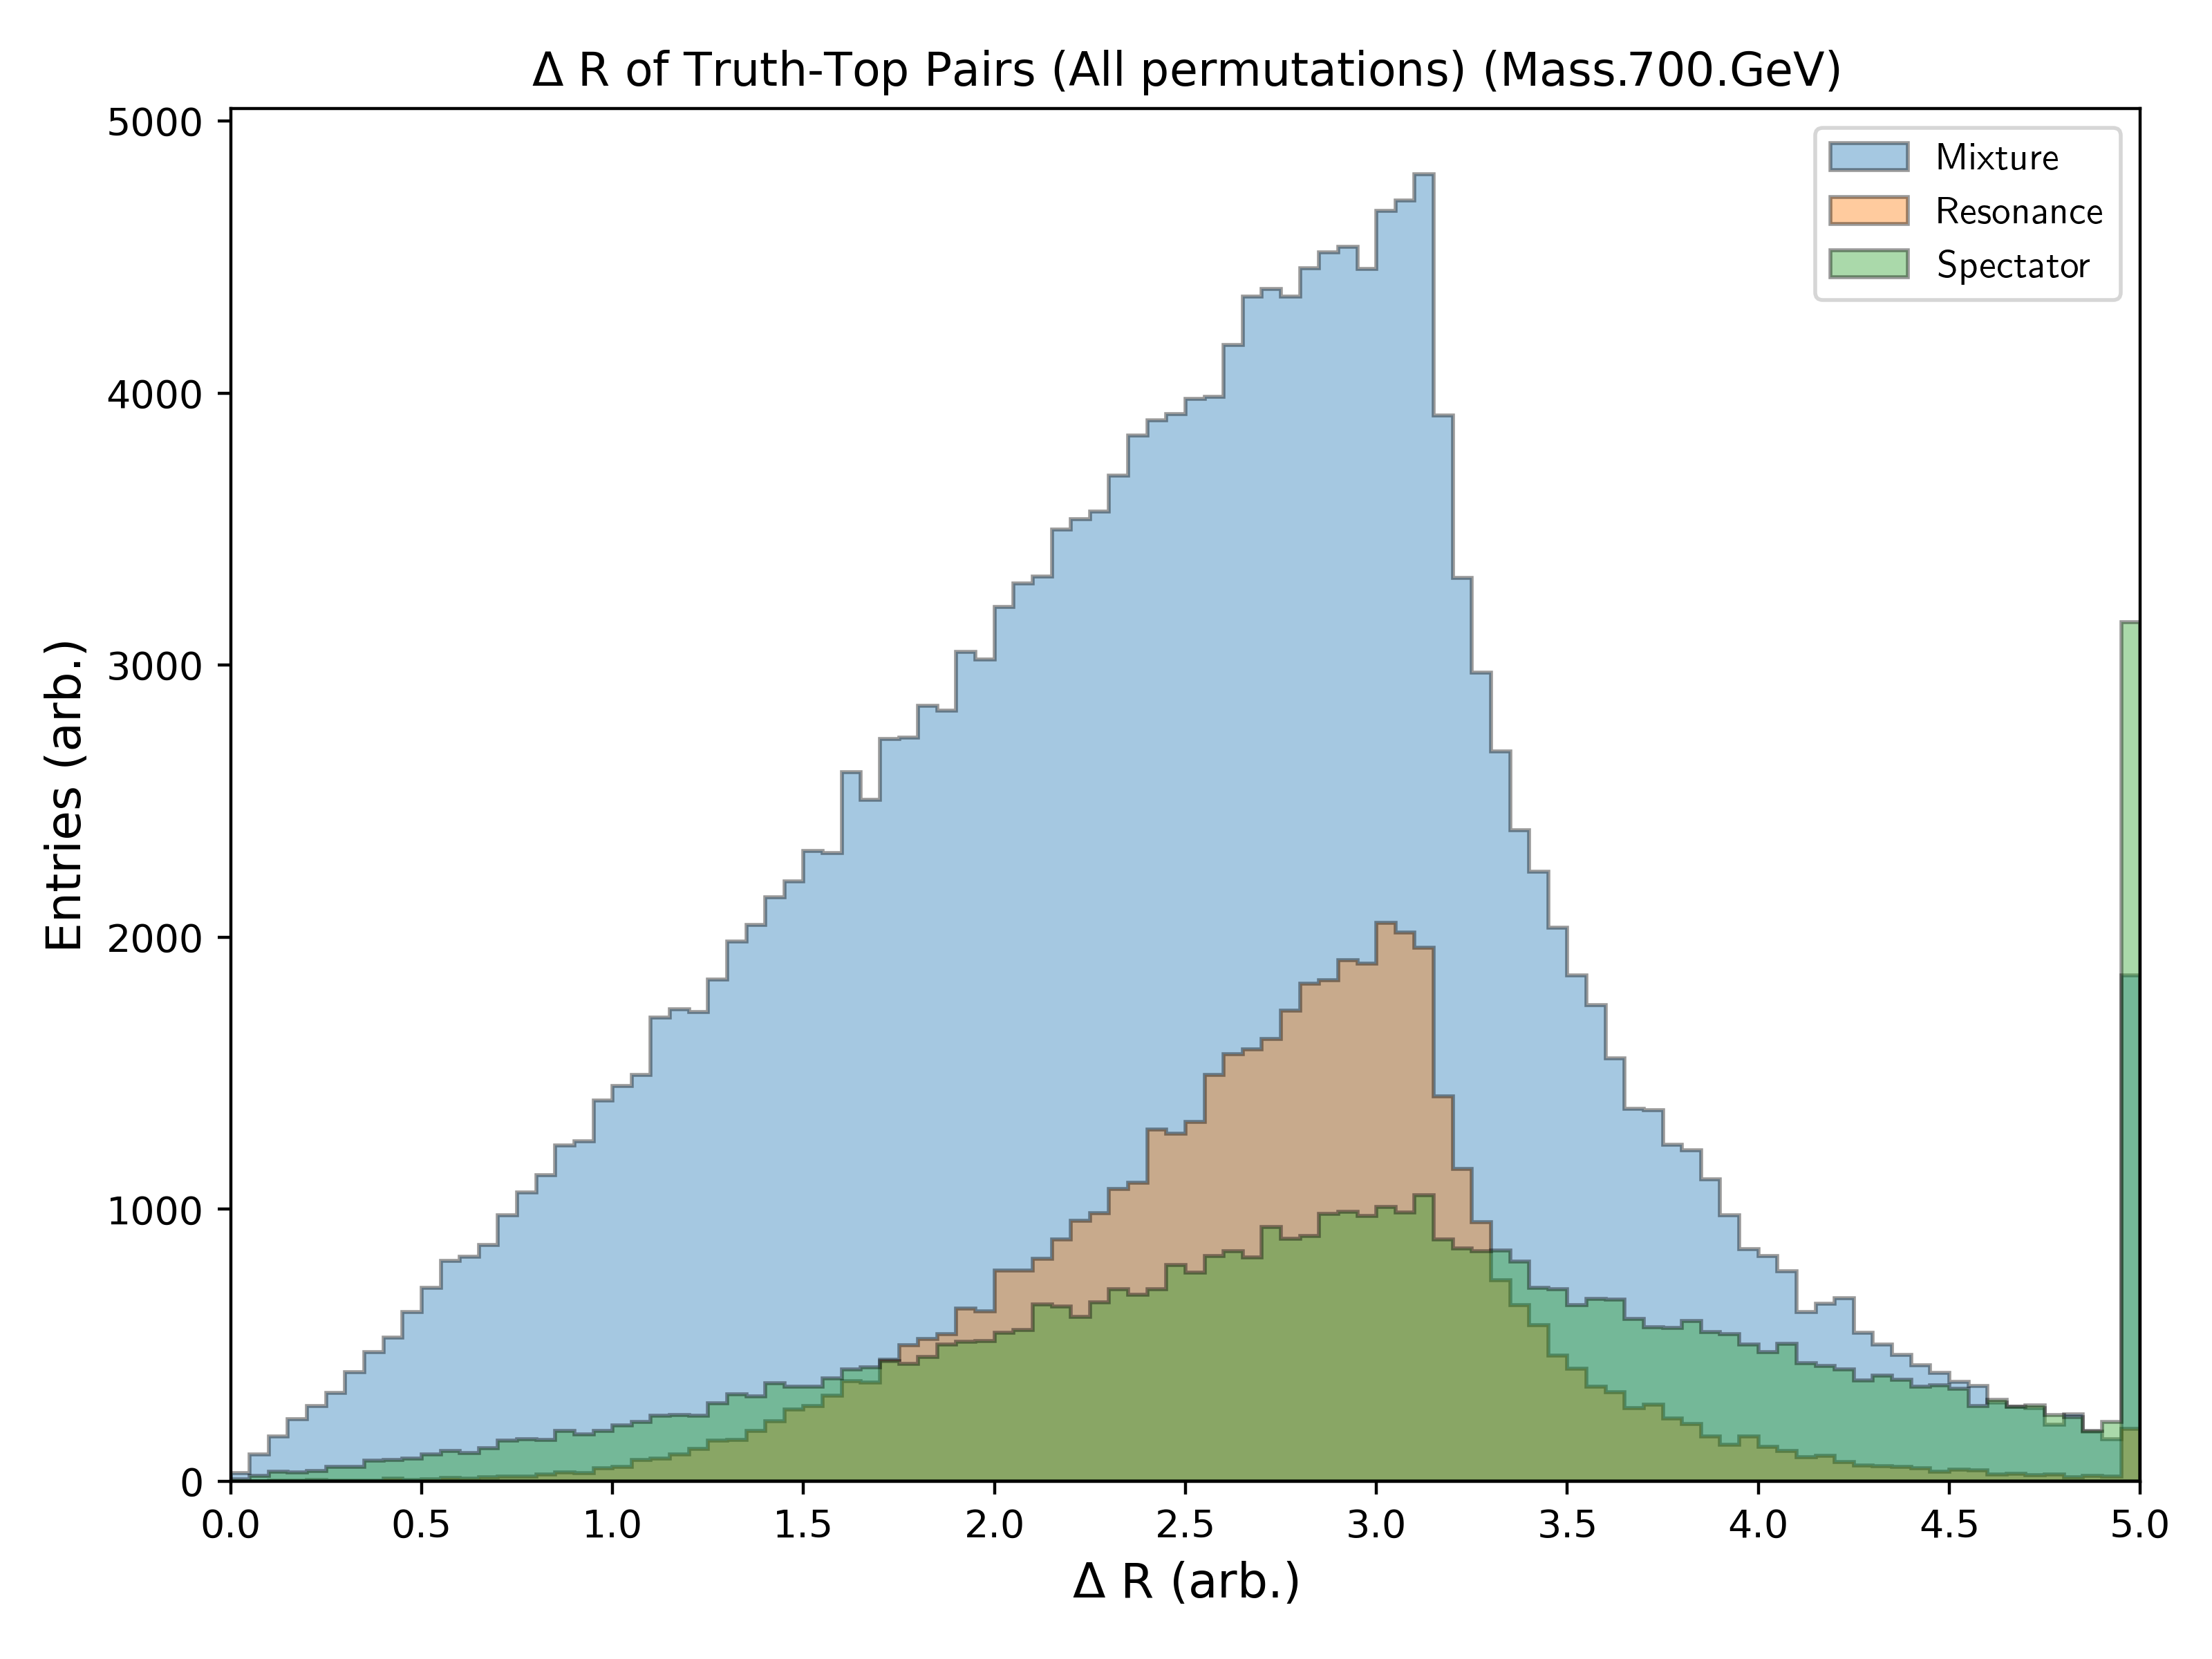 Δ R of Truth-Top Pairs (All permutations) (Mass.700.GeV)
Mixture
Resonance
Spectator
Entries (arb.)
5000
4000
3000
2000
1000
0
0.0 0.5 1.0 1.5 2.0 2.5 3.0 3.5 4.0 4.5 5.0
Δ R (arb.)